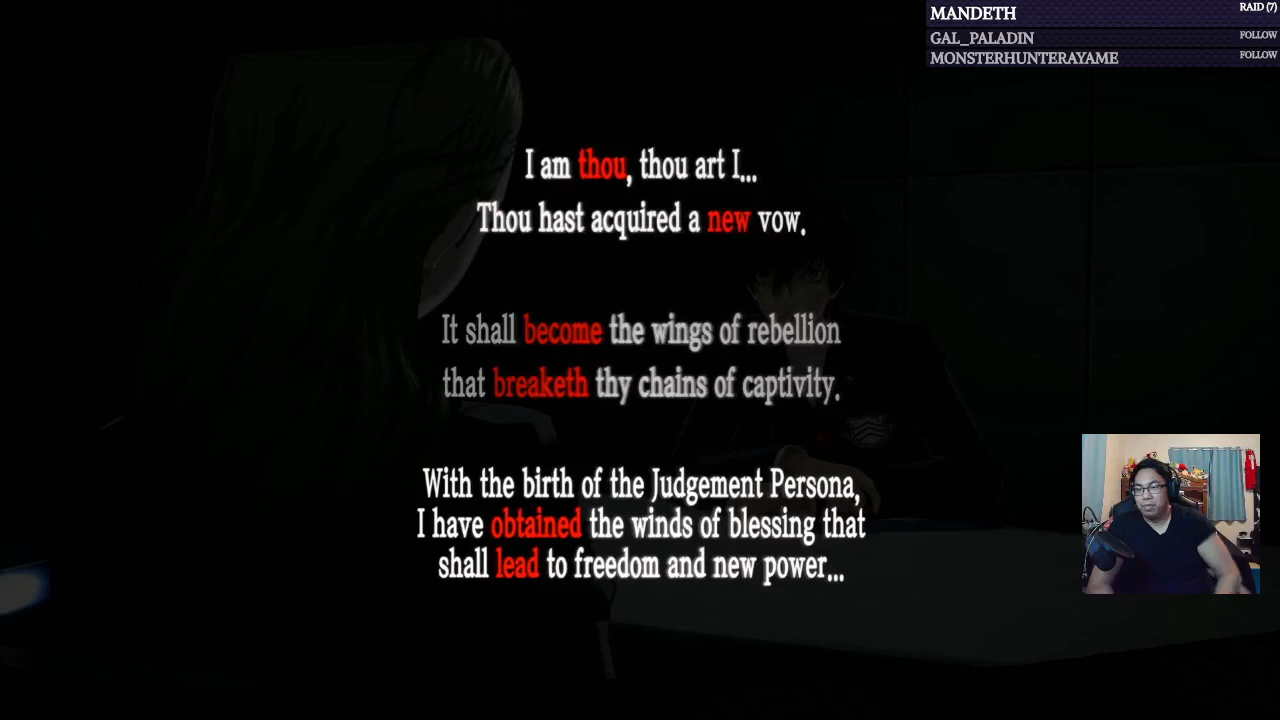 MANDETH RAID (7)
GAL_PALADIN FOLLOW
MONSTERHUNTERAYAME FOLLOW
I am thou, thou art I...
Thou hast acquired a new vow.
It shall become the wings of rebellion
that breaketh thy chains of captivity.
With the birth of the Judgement Persona,
I have obtained the winds of blessing that
shall lead to freedom and new power...